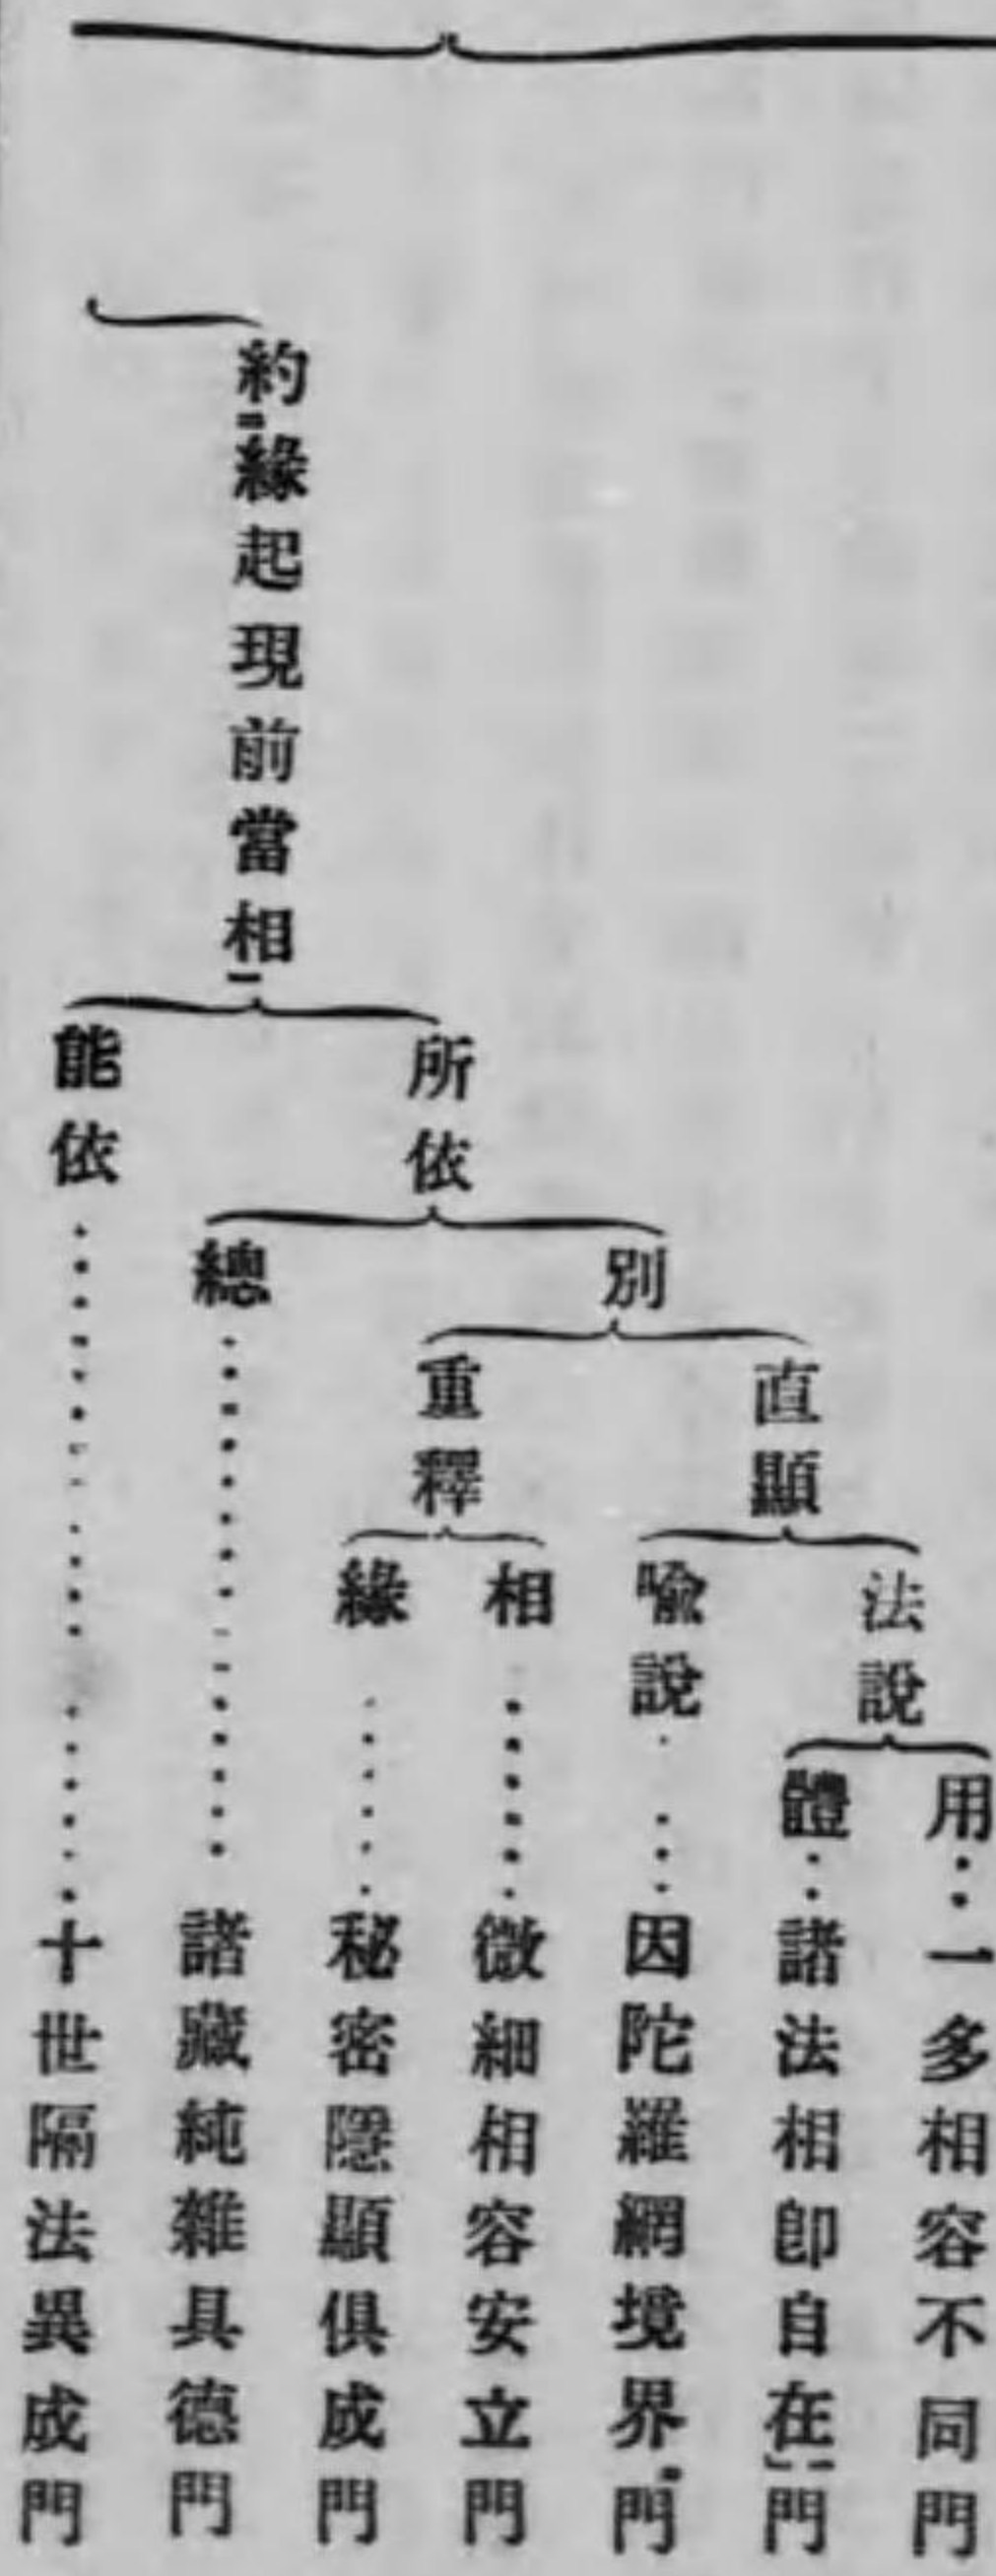 用‥一多相容不同門
體‥諸法相卽自在門
法說
喩說‥‥因陀羅網境界門
直顯
相‥‥‥微細相容安立門
緣‥‥‥秘密隱顯俱成門
重釋
別
總‥‥‥‥‥‥‥諸藏純雜具德門
所依
能依‥‥‥‥‥‥‥‥‥十世隔法異成門
約緣起現前當相